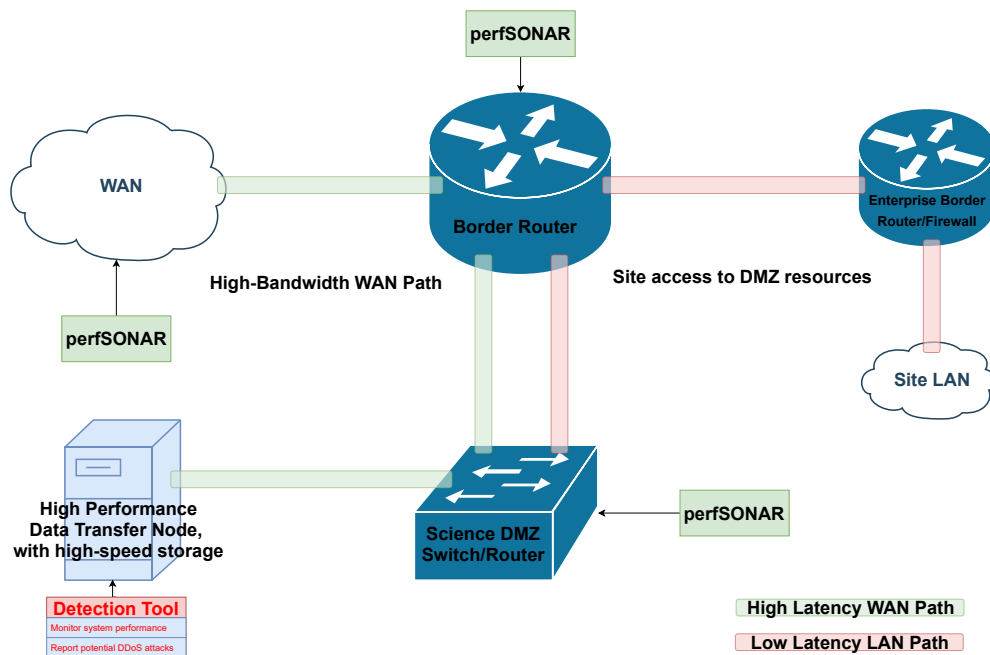 perfSONAR
WAN
Border Router
Enterprise Border
Router/Firewall
High-Bandwidth WAN Path
Site access to DMZ resources
perfSONAR
Site LAN
High Performance
Data Transfer Node,
with high-speed storage
Science DMZ
Switch/Router
perfSONAR
Detection Tool
Monitor system performance
Report potential DDoS attacks
High Latency WAN Path
Low Latency LAN Path